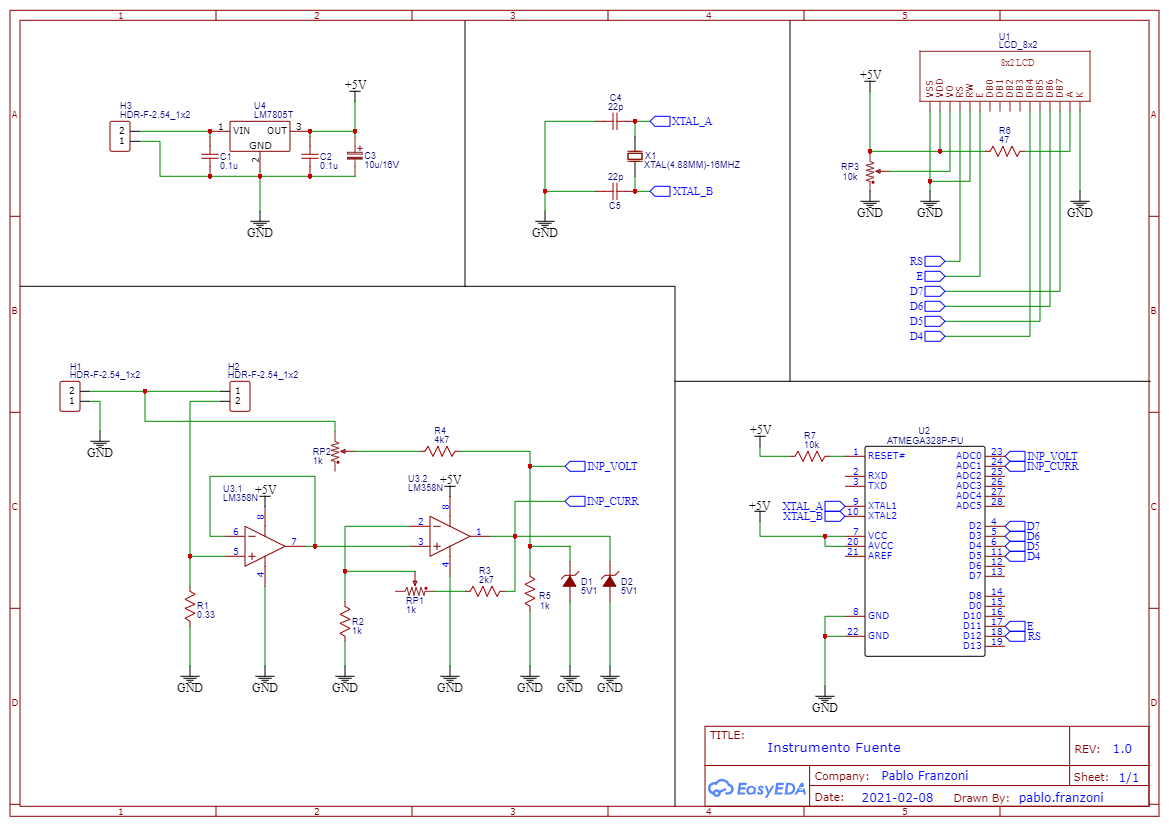 1 2 3 4 5
A
B
C
D
A
B
C
D
H3
HDR-F-2.54_1x2
2
1
U4
LM7805T
1 VIN OUT 3
GND
2
+5V
C1
0.1u
C2
0.1u
C3
10u/16V
+
GND
C4
22p
XTAL_A
X1
XTAL(4.88MM)-16MHZ
22p
C5
XTAL_B
GND
U1
LCD_8x2
8x2 LCD
VSS VDD VO RS RW E DB0 DB1 DB2 DB3 DB4 DB5 DB6 DB7 A K
+5V
R6
47
RP3
10k
GND
GND
GND
RS
E
D7
D6
D5
D4
H1
HDR-F-2.54_1x2
2
1
GND
H2
HDR-F-2.54_1x2
1
2
RP2
1k
R4
4k7
INP_VOLT
INP_CURR
U3.1
LM358N
+5V
8
6
5
7
4
U3.2
LM358N
+5V
8
2
3
1
4
R1
0.33
R2
1k
RP1
1k
R3
2k7
R5
1k
D1
5V1
D2
5V1
GND GND GND GND GND GND GND
U2
ATMEGA328P-PU
+5V
R7
10k
1 RESET#
2 RXD
3 TXD
XTAL_A 9 XTAL1
XTAL_B 10 XTAL2
+5V
7 VCC
20 AVCC
21 AREF
8 GND
22 GND
GND
ADC0 23 INP_VOLT
ADC1 24 INP_CURR
ADC2 25
ADC3 26
ADC4 27
ADC5 28
D2 4 D7
D3 5 D6
D4 6 D5
D5 11 D4
D6 12
D7 13
D8 14
D0 15
D10 16
D11 17 E
D12 18 RS
D13 19
TITLE:
Instrumento Fuente
REV: 1.0
EasyEDA
Company: Pablo Franzoni
Sheet: 1/1
Date: 2021-02-08 Drawn By: pablo.franzoni
1 2 3 4 5